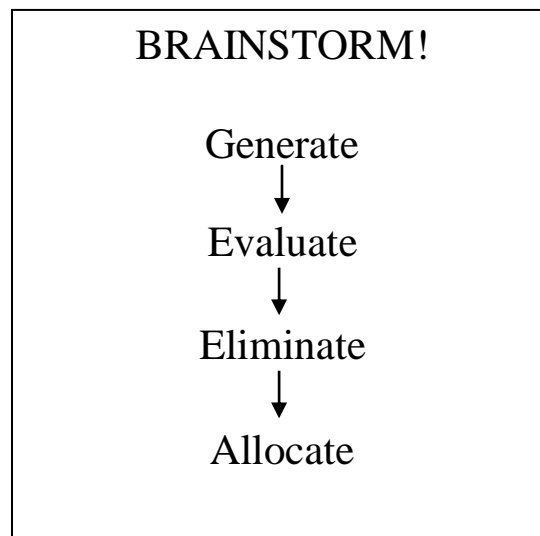 BRAINSTORM!
Generate
Evaluate
Eliminate
Allocate